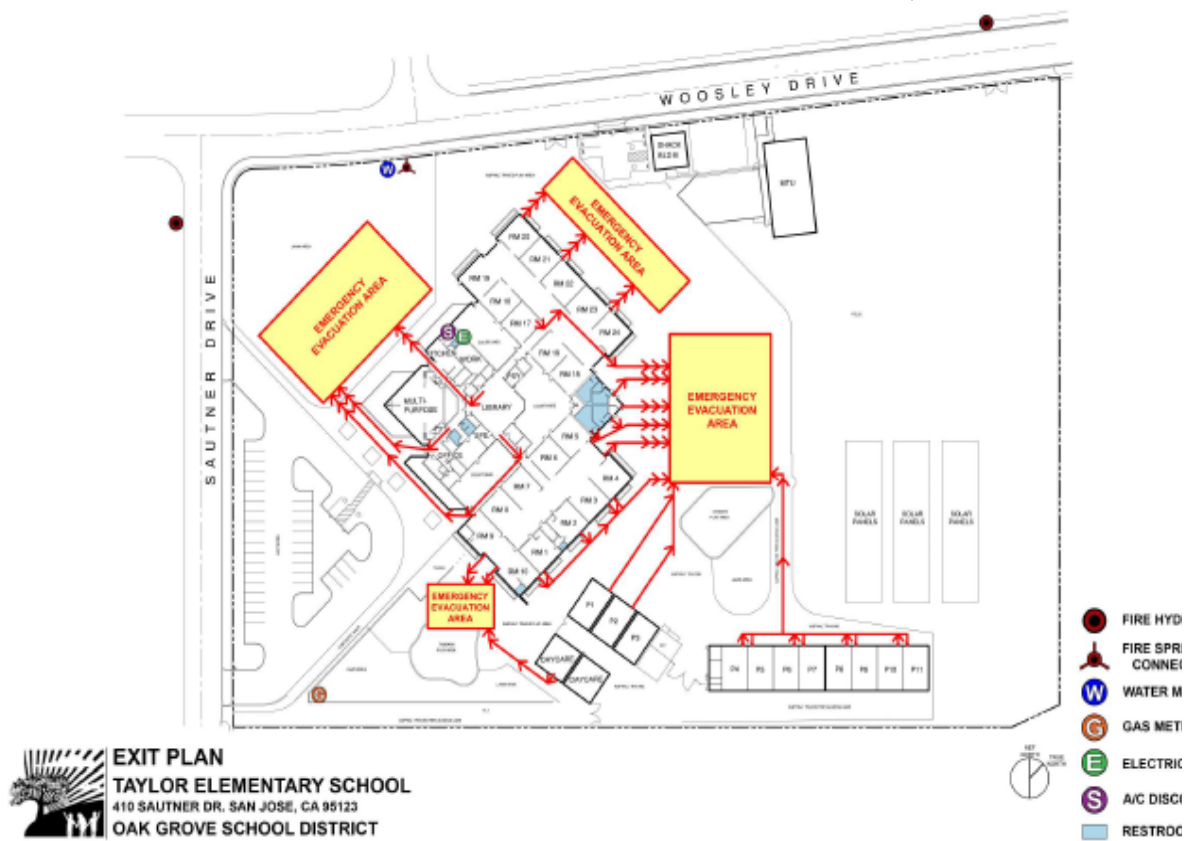 WOOSLEY DRIVE
SNACK
BLDG
MTU
EMERGENCY
EVACUATION AREA
RM 20
RM 21
RM 22
RM 23
RM 24
RM 19
RM 18
RM 17
EMERGENCY
EVACUATION AREA
SAUTNER DRIVE
S
E
W
KITCHEN
WORK
PSY
RM 16
RM 15
MULTI-
PURPOSE
LIBRARY
OFFICE
RM 5
RM 6
RM 7
RM 8
RM 9
RM 10
RM 4
RM 3
RM 2
RM 1
EMERGENCY
EVACUATION
AREA
SOLAR
PANELS
SOLAR
PANELS
SOLAR
PANELS
EMERGENCY
EVACUATION
AREA
P1
P2
P3
DAYCARE
DAYCARE
P4
P5
P6
P7
P8
P9
P10
P11
G
FIRE HYD
FIRE SPRI
CONNEC
W
WATER M
G
GAS METE
E
ELECTRIC
S
A/C DISCO
RESTROO
EXIT PLAN
TAYLOR ELEMENTARY SCHOOL
410 SAUTNER DR. SAN JOSE, CA 95123
OAK GROVE SCHOOL DISTRICT